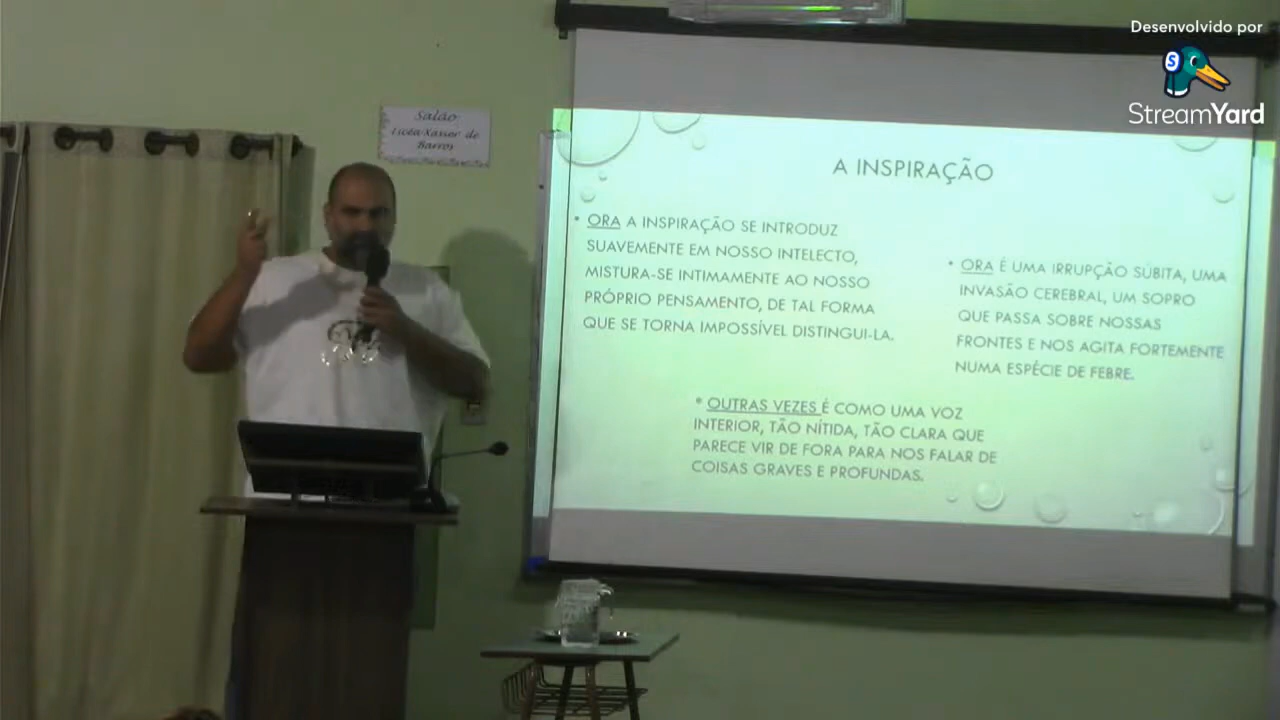 Desenvolvido por
StreamYard
Salão
Licéa Xavier de
Barros
A INSPIRAÇÃO
• ORA A INSPIRAÇÃO SE INTRODUZ
SUAVEMENTE EM NOSSO INTELECTO,
MISTURA-SE INTIMAMENTE AO NOSSO
PRÓPRIO PENSAMENTO, DE TAL FORMA
QUE SE TORNA IMPOSSÍVEL DISTINGUI-LA.
• ORA É UMA IRRUPÇÃO SÚBITA, UMA
INVASÃO CEREBRAL, UM SOPRO
QUE PASSA SOBRE NOSSAS
FRONTES E NOS AGITA FORTEMENTE
NUMA ESPÉCIE DE FEBRE.
• OUTRAS VEZES É COMO UMA VOZ
INTERIOR, TÃO NÍTIDA, TÃO CLARA QUE
PARECE VIR DE FORA PARA NOS FALAR DE
COISAS GRAVES E PROFUNDAS.